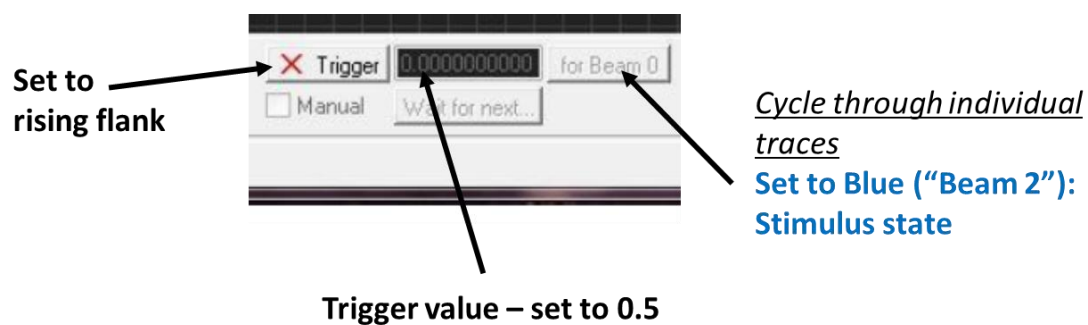 Trigger
0.0000000000
for Beam 0
Manual
Wait for next...
Set to
rising flank
Cycle through individual
traces
Set to Blue (“Beam 2”):
Stimulus state
Trigger value – set to 0.5